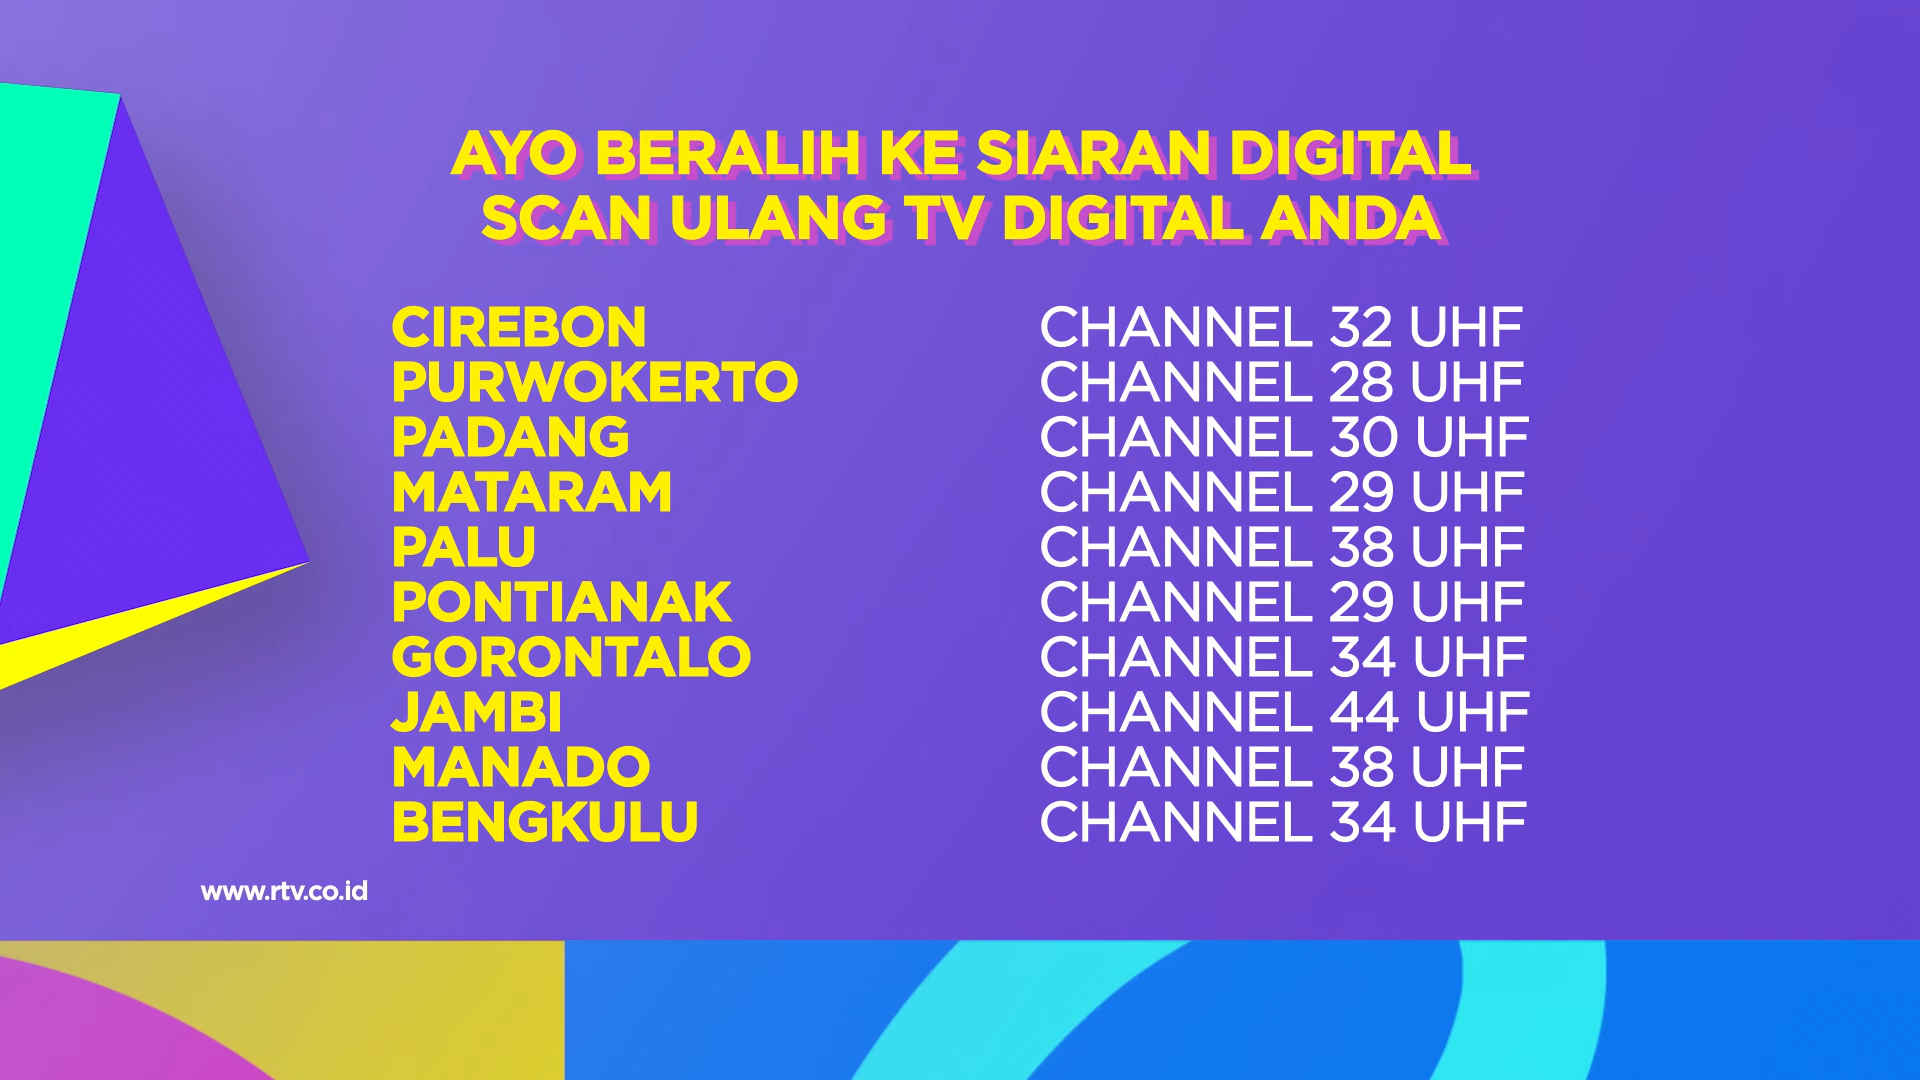 AYO BERALIH KE SIARAN DIGITAL
SCAN ULANG TV DIGITAL ANDA
CIREBON CHANNEL 32 UHF
PURWOKERTO CHANNEL 28 UHF
PADANG CHANNEL 30 UHF
MATARAM CHANNEL 29 UHF
PALU CHANNEL 38 UHF
PONTIANAK CHANNEL 29 UHF
GORONTALO CHANNEL 34 UHF
JAMBI CHANNEL 44 UHF
MANADO CHANNEL 38 UHF
BENGKULU CHANNEL 34 UHF
www.rtv.co.id